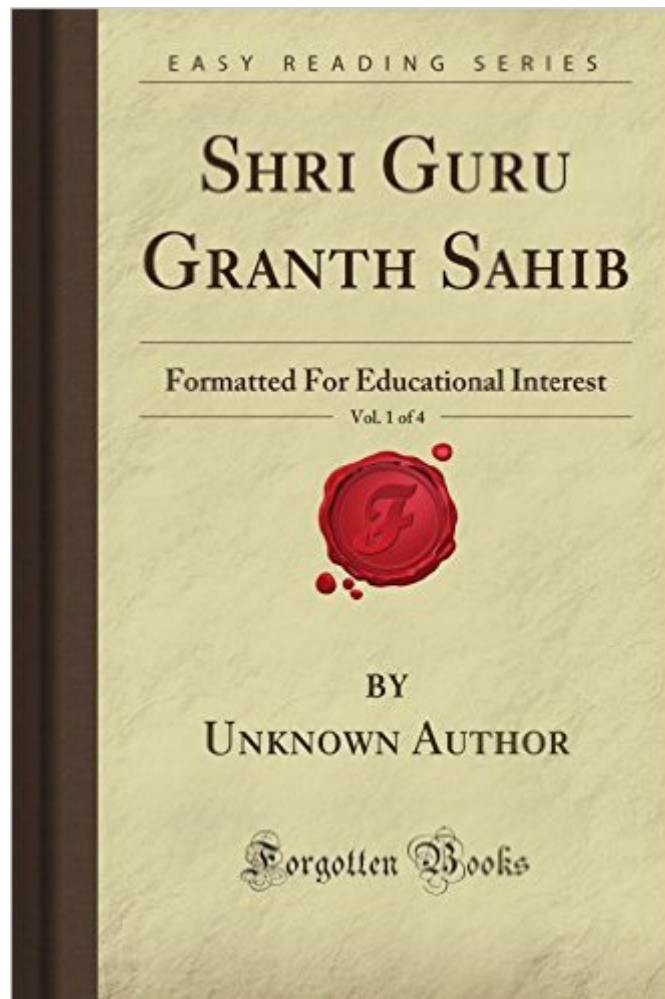 EASY READING SERIES
SHRI GURU
GRANTH SAHIB
Formatted For Educational Interest
Vol. 1 of 4
F
BY
UNKNOWN AUTHOR
Forgotten Books